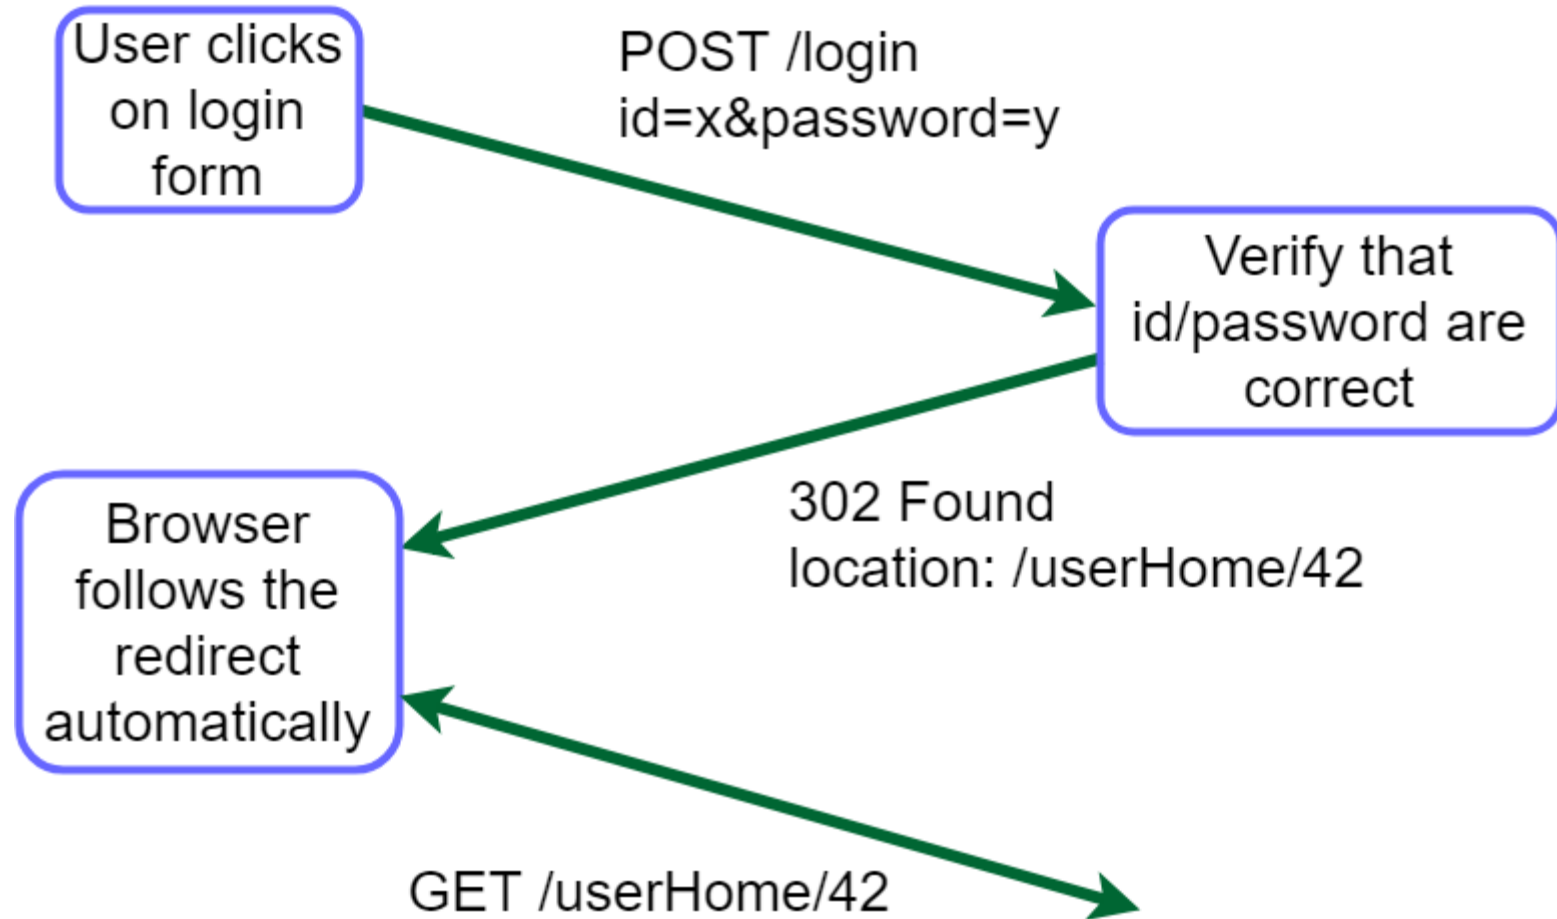 User clicks
on login
form
POST /login
id=x&password=y
Verify that
id/password are
correct
302 Found
location: /userHome/42
Browser
follows the
redirect
automatically
GET /userHome/42